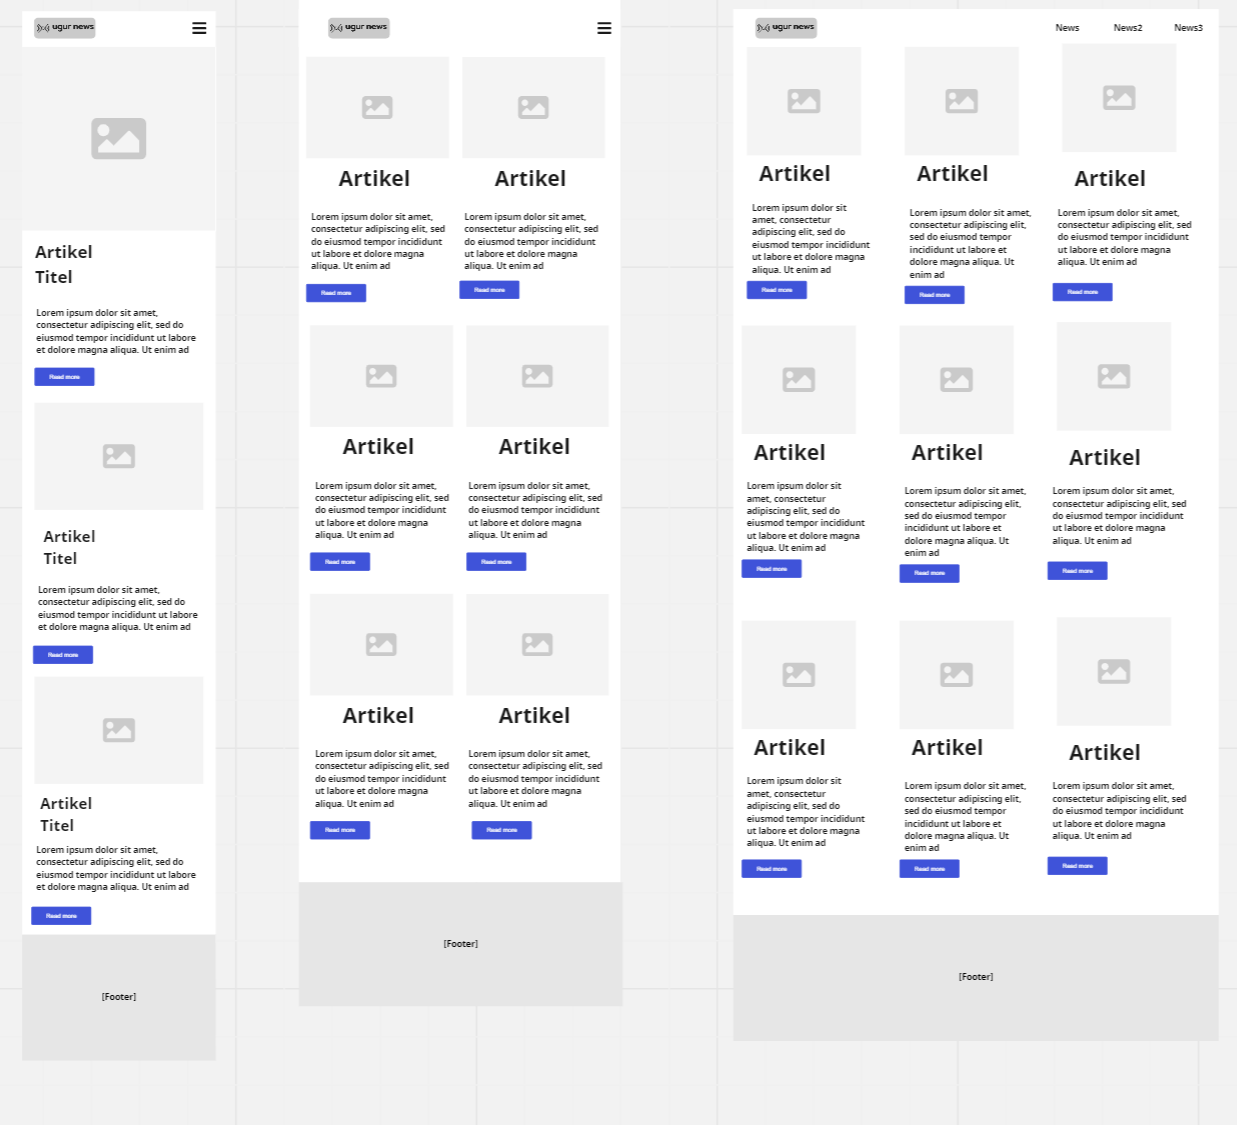 ugur news
Artikel
Titel
Lorem ipsum dolor sit amet,
consectetur adipiscing elit, sed do
eiusmod tempor incididunt ut labore
et dolore magna aliqua. Ut enim ad
Read more
Artikel
Titel
Lorem ipsum dolor sit amet,
consectetur adipiscing elit, sed do
eiusmod tempor incididunt ut labore
et dolore magna aliqua. Ut enim ad
Read more
Artikel
Titel
Lorem ipsum dolor sit amet,
consectetur adipiscing elit, sed do
eiusmod tempor incididunt ut labore
et dolore magna aliqua. Ut enim ad
Read more
[Footer]
ugur news
Artikel
Lorem ipsum dolor sit amet,
consectetur adipiscing elit, sed
do eiusmod tempor incididunt
ut labore et dolore magna
aliqua. Ut enim ad
Read more
Artikel
Lorem ipsum dolor sit amet,
consectetur adipiscing elit, sed
do eiusmod tempor incididunt
ut labore et dolore magna
aliqua. Ut enim ad
Read more
Artikel
Lorem ipsum dolor sit amet,
consectetur adipiscing elit, sed
do eiusmod tempor incididunt
ut labore et dolore magna
aliqua. Ut enim ad
Read more
Artikel
Lorem ipsum dolor sit amet,
consectetur adipiscing elit, sed
do eiusmod tempor incididunt
ut labore et dolore magna
aliqua. Ut enim ad
Read more
Artikel
Lorem ipsum dolor sit amet,
consectetur adipiscing elit, sed
do eiusmod tempor incididunt
ut labore et dolore magna
aliqua. Ut enim ad
Read more
Artikel
Lorem ipsum dolor sit amet,
consectetur adipiscing elit, sed
do eiusmod tempor incididunt
ut labore et dolore magna
aliqua. Ut enim ad
Read more
[Footer]
ugur news
News News2 News3
Artikel
Lorem ipsum dolor sit
amet, consectetur
adipiscing elit, sed do
eiusmod tempor incididunt
ut labore et dolore magna
aliqua. Ut enim ad
Read more
Artikel
Lorem ipsum dolor sit amet,
consectetur adipiscing elit,
sed do eiusmod tempor
incididunt ut labore et
dolore magna aliqua. Ut
enim ad
Read more
Artikel
Lorem ipsum dolor sit amet,
consectetur adipiscing elit, sed
do eiusmod tempor incididunt
ut labore et dolore magna
aliqua. Ut enim ad
Read more
Artikel
Lorem ipsum dolor sit
amet, consectetur
adipiscing elit, sed do
eiusmod tempor incididunt
ut labore et dolore magna
aliqua. Ut enim ad
Read more
Artikel
Lorem ipsum dolor sit amet,
consectetur adipiscing elit,
sed do eiusmod tempor
incididunt ut labore et
dolore magna aliqua. Ut
enim ad
Read more
Artikel
Lorem ipsum dolor sit amet,
consectetur adipiscing elit, sed
do eiusmod tempor incididunt
ut labore et dolore magna
aliqua. Ut enim ad
Read more
Artikel
Lorem ipsum dolor sit
amet, consectetur
adipiscing elit, sed do
eiusmod tempor incididunt
ut labore et dolore magna
aliqua. Ut enim ad
Read more
Artikel
Lorem ipsum dolor sit amet,
consectetur adipiscing elit,
sed do eiusmod tempor
incididunt ut labore et
dolore magna aliqua. Ut
enim ad
Read more
Artikel
Lorem ipsum dolor sit amet,
consectetur adipiscing elit, sed
do eiusmod tempor incididunt
ut labore et dolore magna
aliqua. Ut enim ad
Read more
[Footer]